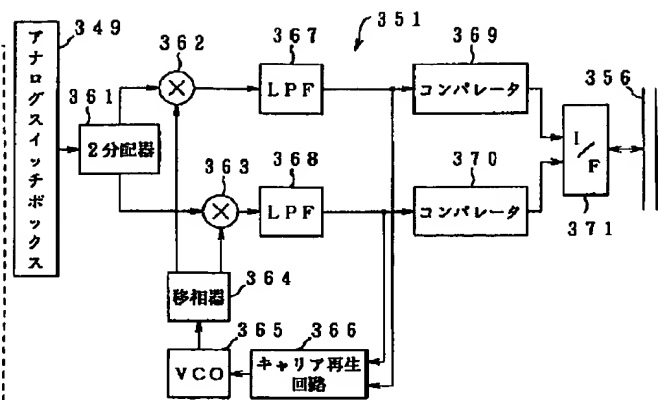 349
アナログスイッチボックス
361
2分配器
362
363
移相器
364
VCO
365
キャリア再生
回路
366
LPF
367
LPF
368
351
コンパレータ
369
コンパレータ
370
I/F
371
356